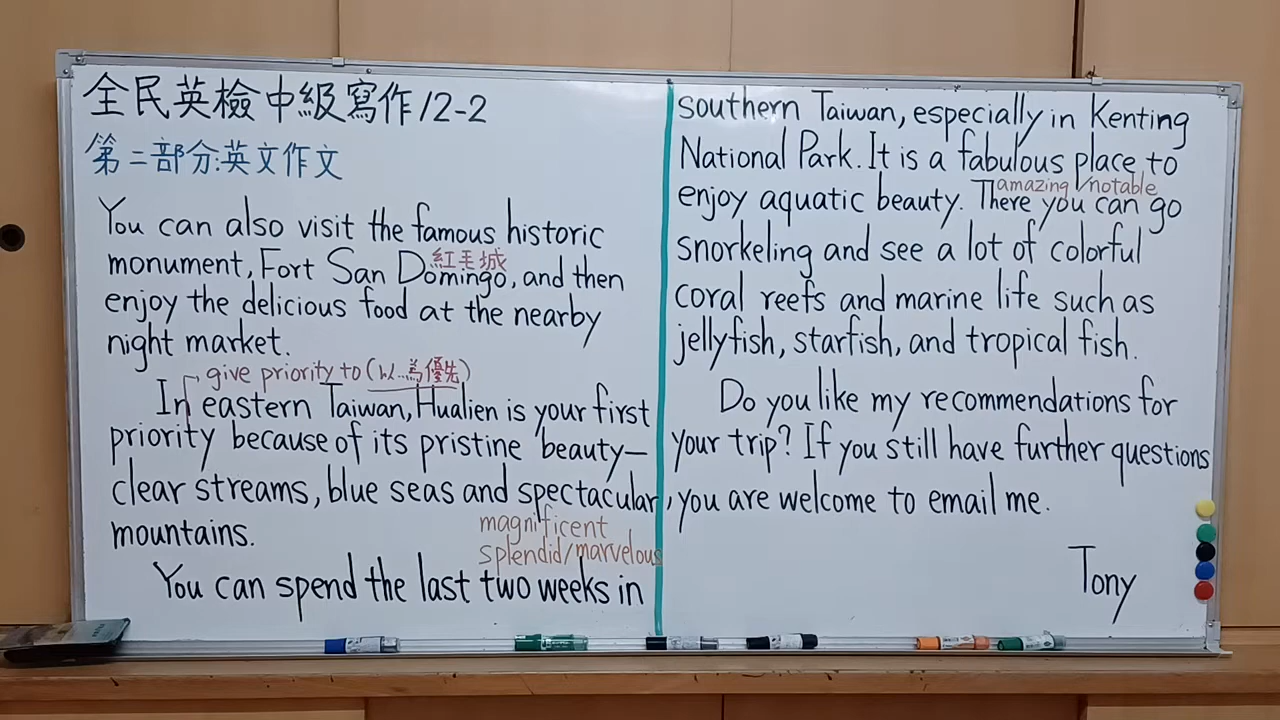 全民英檢中級寫作12-2
第二部分:英文作文
You can also visit the famous historic
monument, Fort San Domingo, and then
紅毛城
enjoy the delicious food at the nearby
night market.
give priority to (以...為優先)
In eastern Taiwan, Hualien is your first
priority because of its pristine beauty—
clear streams, blue seas and spectacular
mountains.
magnificent
splendid/marvelous
You can spend the last two weeks in
southern Taiwan, especially in Kenting
National Park. It is a fabulous place to
amazing/notable
enjoy aquatic beauty. There you can go
snorkeling and see a lot of colorful
coral reefs and marine life such as
jellyfish, starfish, and tropical fish.
Do you like my recommendations for
your trip? If you still have further questions
, you are welcome to email me.
Tony